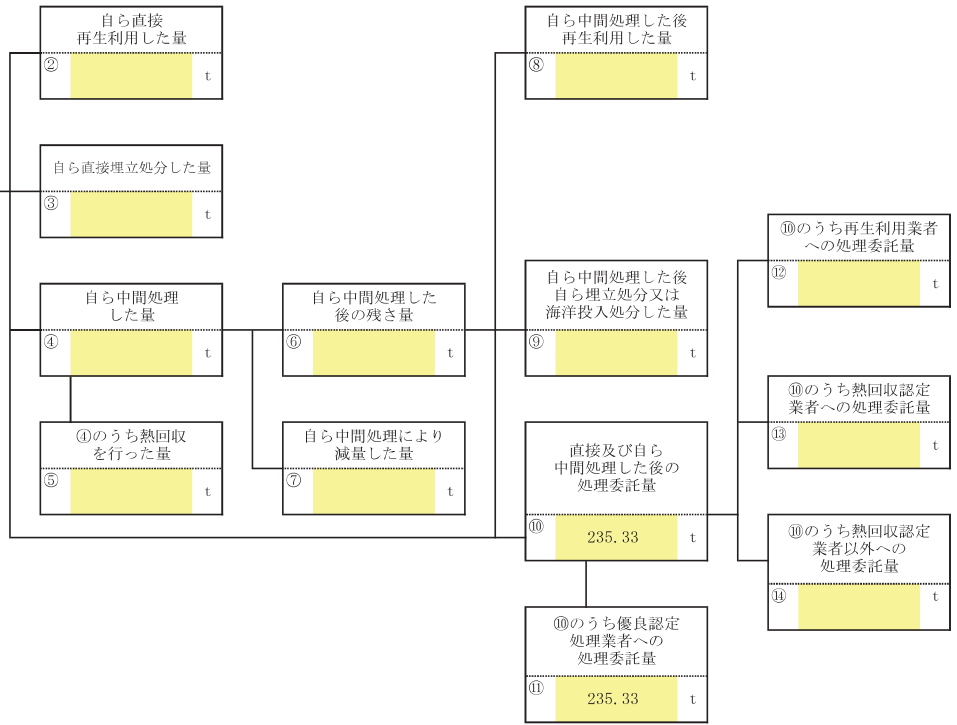 自ら直接
再生利用した量
② t
自ら直接埋立処分した量
③ t
自ら中間処理
した量
④ t
④のうち熱回収
を行った量
⑤ t
自ら中間処理した
後の残さ量
⑥ t
自ら中間処理により
減量した量
⑦ t
自ら中間処理した後
再生利用した量
⑧ t
自ら中間処理した後
自ら埋立処分又は
海洋投入処分した量
⑨ t
直接及び自ら
中間処理した後の
処理委託量
⑩ 235.33 t
⑩のうち優良認定
処理業者への
処理委託量
⑪ 235.33 t
⑩のうち再生利用業者
への処理委託量
⑫ t
⑩のうち熱回収認定
業者への処理委託量
⑬ t
⑩のうち熱回収認定
業者以外への
処理委託量
⑭ t